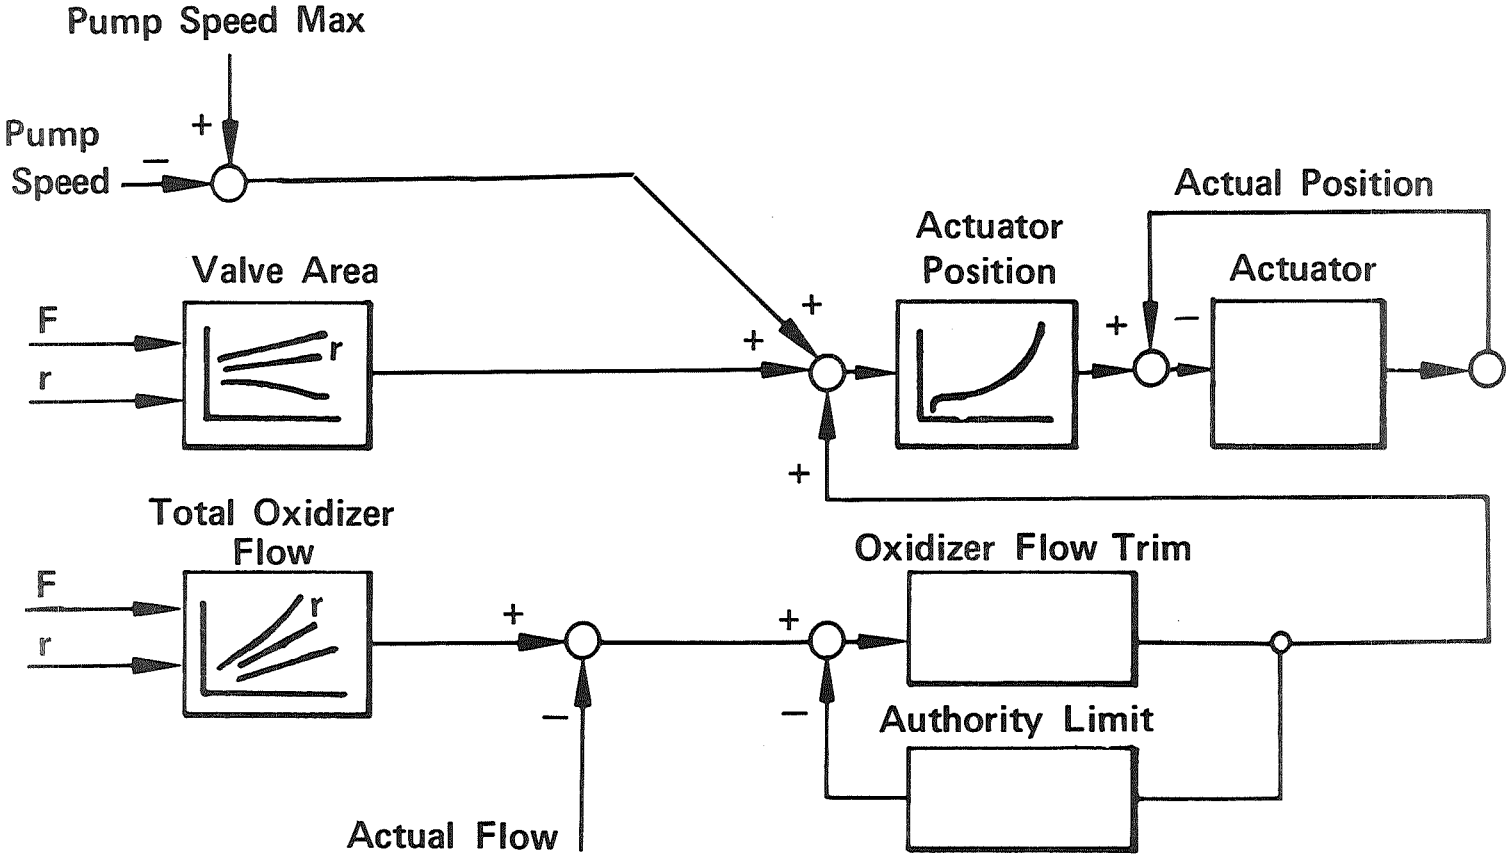 Pump Speed Max
+
Pump
Speed
−
Valve Area
F
r
r
+
+
Actuator
Position
+
−
Actual Position
Actuator
+
Total Oxidizer
Flow
F
r
r
+
−
Actual Flow
+
−
Oxidizer Flow Trim
Authority Limit